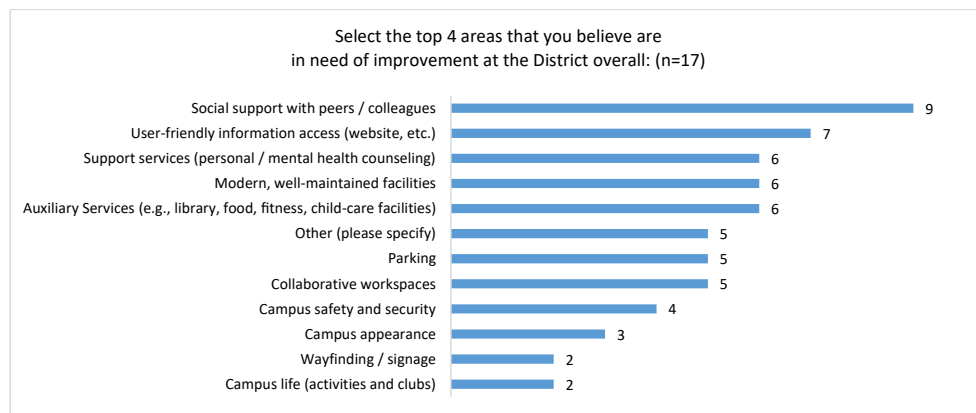 Select the top 4 areas that you believe are
in need of improvement at the District overall: (n=17)
Social support with peers / colleagues 9
User-friendly information access (website, etc.) 7
Support services (personal / mental health counseling) 6
Modern, well-maintained facilities 6
Auxiliary Services (e.g., library, food, fitness, child-care facilities) 6
Other (please specify) 5
Parking 5
Collaborative workspaces 5
Campus safety and security 4
Campus appearance 3
Wayfinding / signage 2
Campus life (activities and clubs) 2